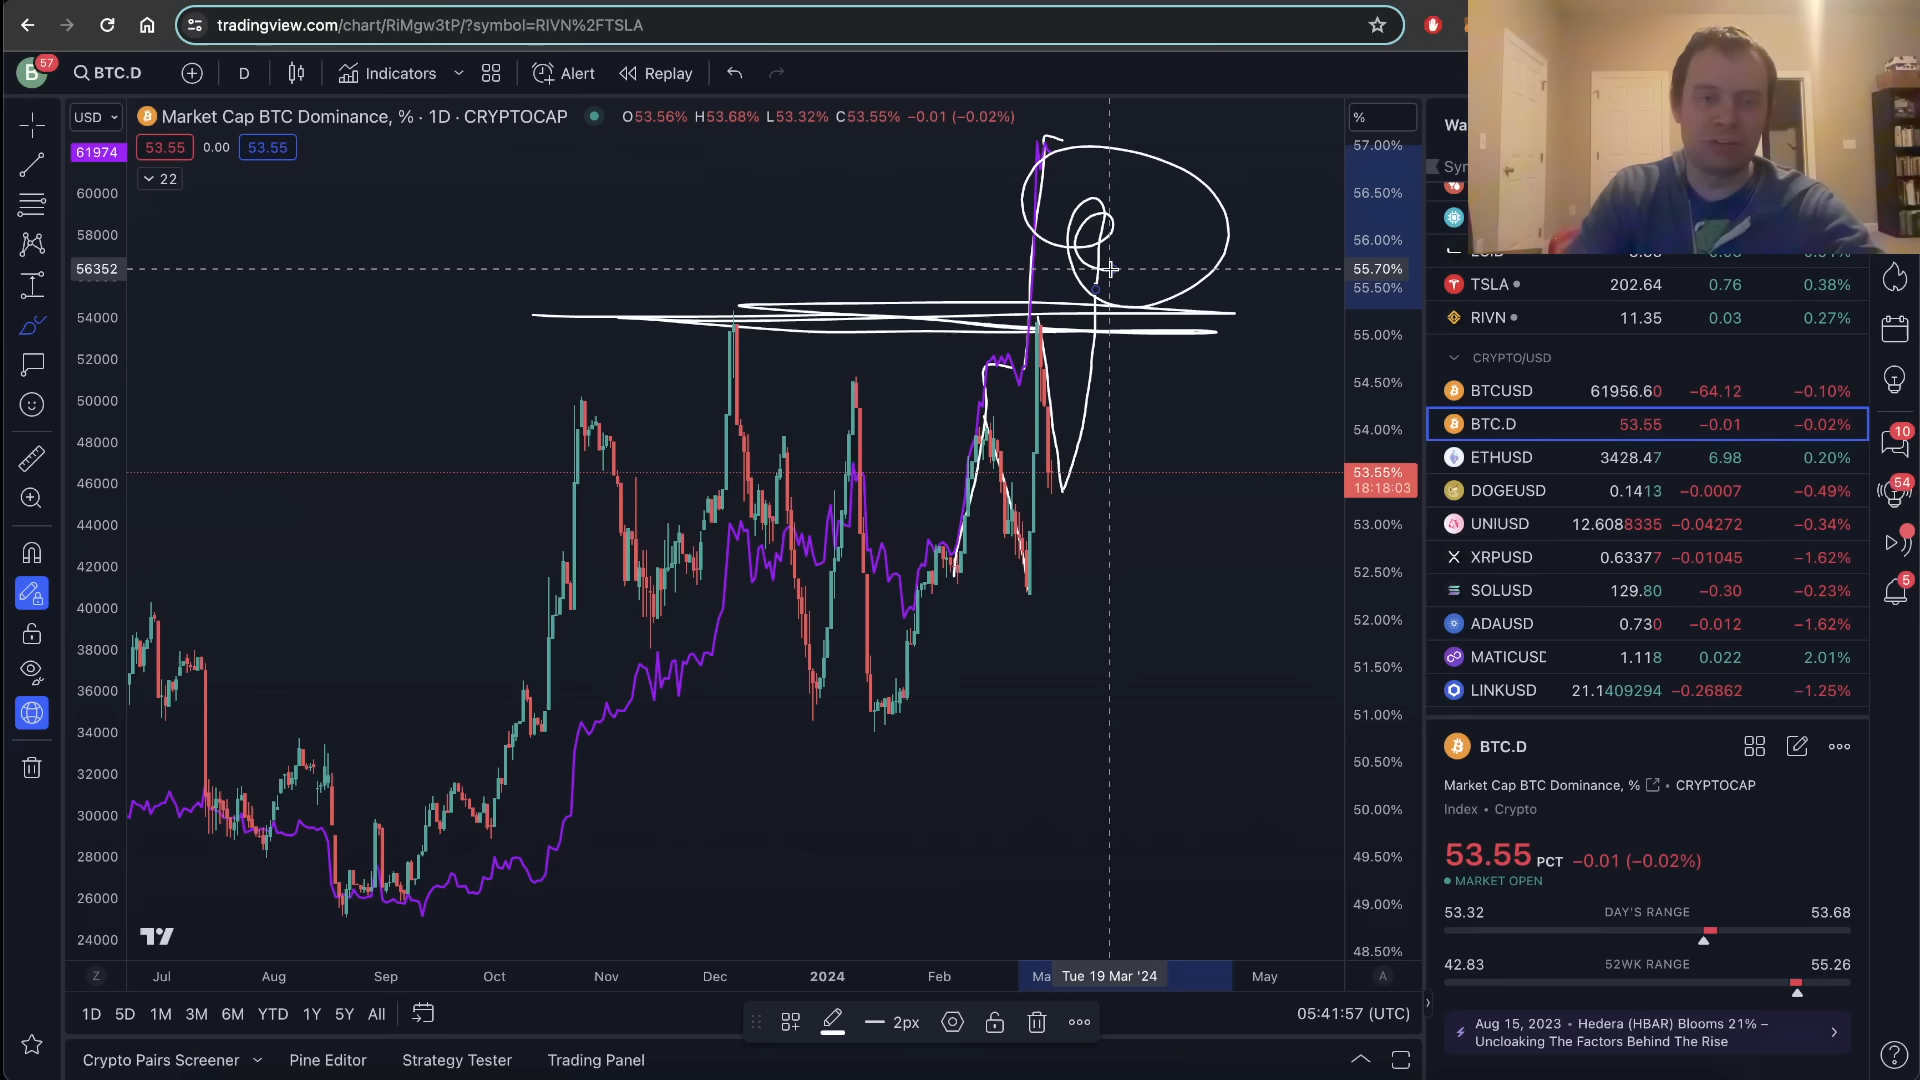 tradingview.com/chart/RiMgw3tP/?symbol=RIVN%2FTSLA
B 57 BTC.D D Indicators Alert Replay
USD Market Cap BTC Dominance, % · 1D · CRYPTOCAP O53.56% H53.68% L53.32% C53.55% −0.01 (−0.02%) %
53.55 0.00 53.55
22
61974
60000
58000
56352
54000
52000
50000
48000
46000
44000
42000
40000
38000
36000
34000
32000
30000
28000
26000
24000
57.00%
56.50%
56.00%
55.70%
55.50%
55.00%
54.50%
54.00%
53.55%
18:18:03
53.00%
52.50%
52.00%
51.50%
51.00%
50.50%
50.00%
49.50%
49.00%
48.50%
Z Jul Aug Sep Oct Nov Dec 2024 Feb Ma Tue 19 Mar '24 May A
1D 5D 1M 3M 6M YTD 1Y 5Y All 05:41:57 (UTC)
2px
Crypto Pairs Screener Pine Editor Strategy Tester Trading Panel
Wa
Sym
TSLA 202.64 0.76 0.38%
RIVN 11.35 0.03 0.27%
CRYPTO/USD
BTCUSD 61956.60 −64.12 −0.10%
BTC.D 53.55 −0.01 −0.02%
ETHUSD 3428.47 6.98 0.20%
DOGEUSD 0.1413 −0.0007 −0.49%
UNIUSD 12.6088335 −0.04272 −0.34%
XRPUSD 0.63377 −0.01045 −1.62%
SOLUSD 129.80 −0.30 −0.23%
ADAUSD 0.730 −0.012 −1.62%
MATICUSD 1.118 0.022 2.01%
LINKUSD 21.1409294 −0.26862 −1.25%
BTC.D
Market Cap BTC Dominance, % • CRYPTOCAP
Index • Crypto
53.55 PCT −0.01 (−0.02%)
MARKET OPEN
53.32 DAY'S RANGE 53.68
42.83 52WK RANGE 55.26
Aug 15, 2023 • Hedera (HBAR) Blooms 21% –
Uncloaking The Factors Behind The Rise
10
54
5